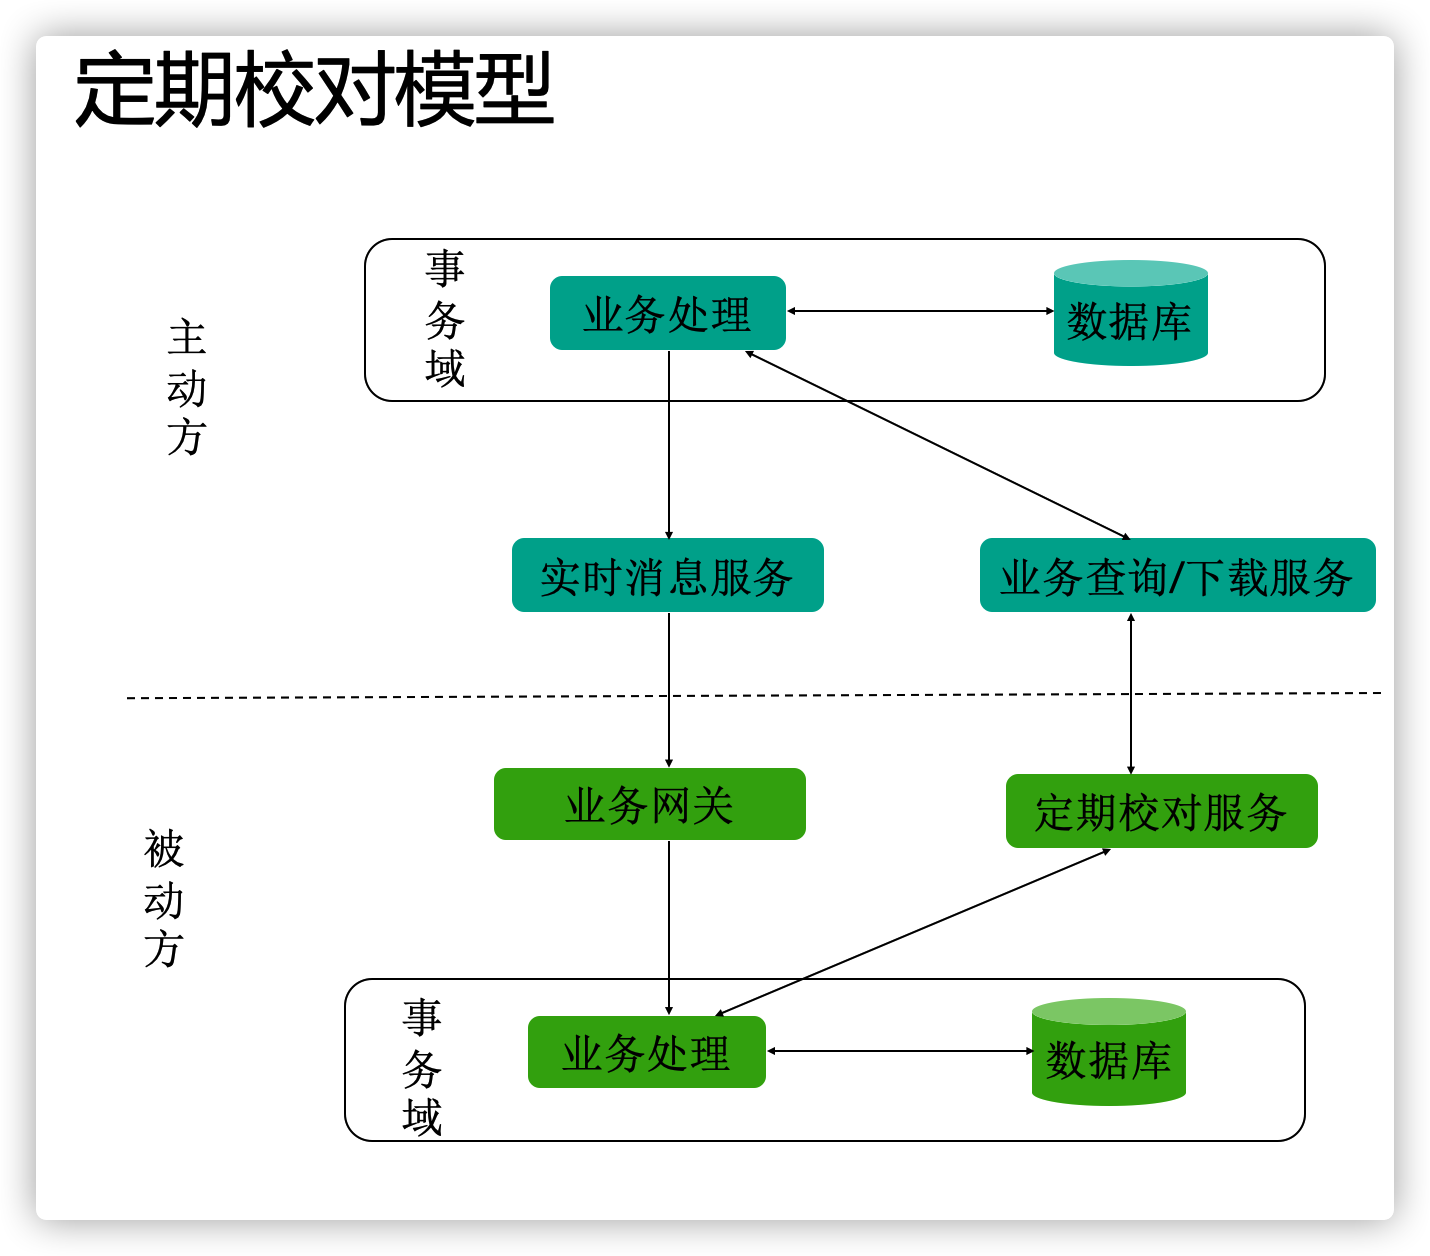 定期校对模型
主动方
事务域
业务处理
数据库
实时消息服务
业务查询/下载服务
被动方
业务网关
定期校对服务
事务域
业务处理
数据库